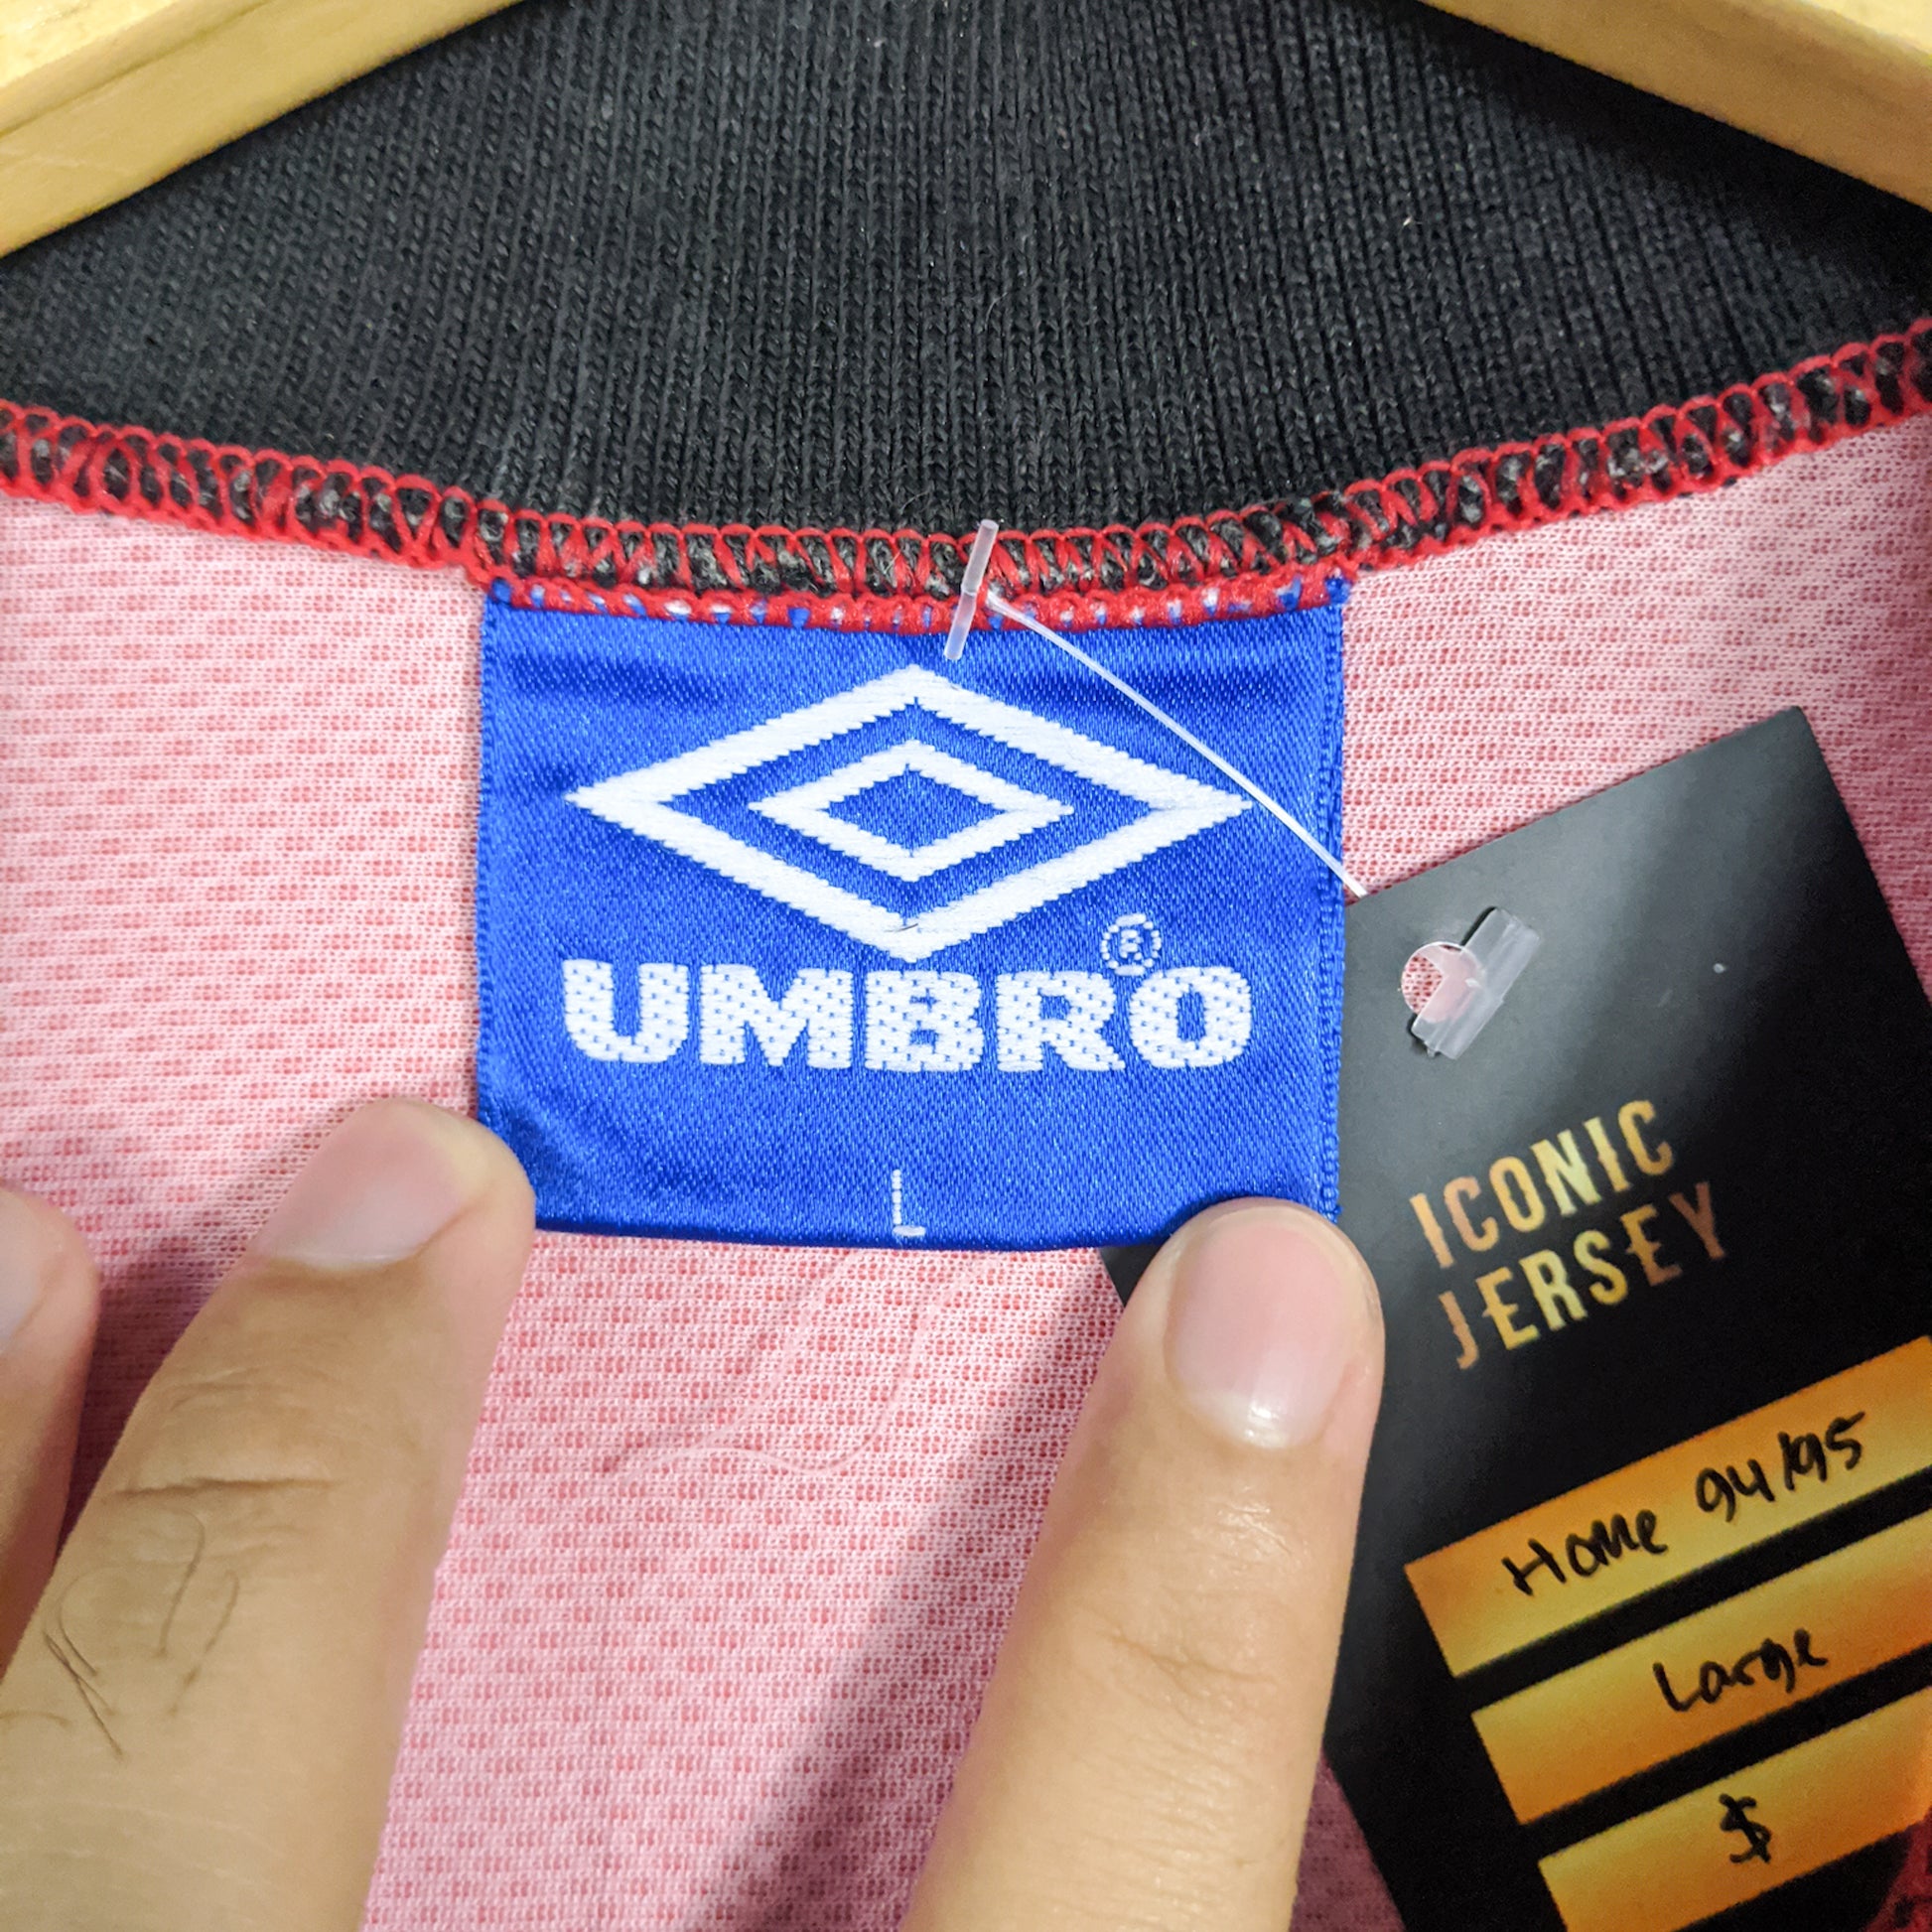 UMBRO®
L
ICONIC
JERSEY
Home 94/95
Large
$